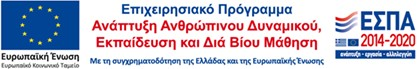 Επιχειρησιακό Πρόγραμμα
Ανάπτυξη Ανθρώπινου Δυναμικού,
Εκπαίδευση και Διά Βίου Μάθηση
Με τη συγχρηματοδότηση της Ελλάδας και της Ευρωπαϊκής Ένωσης
Ευρωπαϊκή Ένωση
Ευρωπαϊκό Κοινωνικό Ταμείο
ΕΣΠΑ
2014-2020
ανάπτυξη - εργασία - αλληλεγγύη